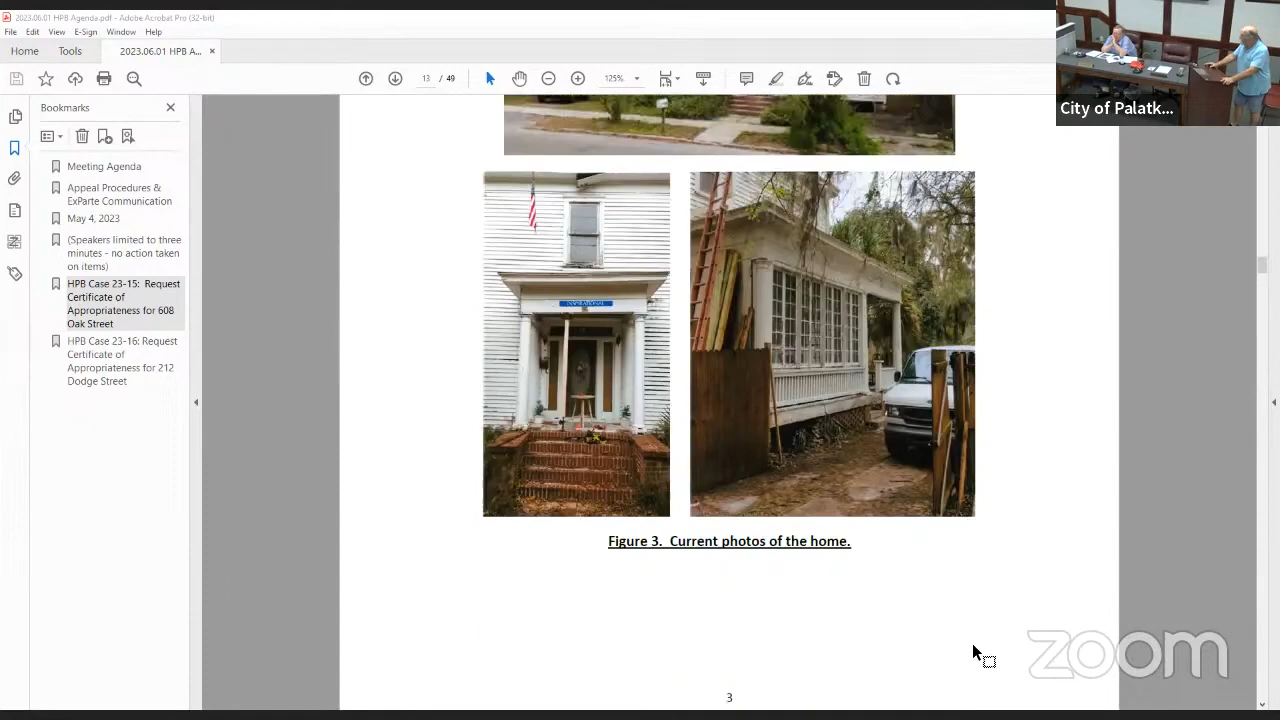 2023.06.01 HPB Agenda.pdf - Adobe Acrobat Pro (32-bit)
File Edit View E-Sign Window Help
Home Tools 2023.06.01 HPB A... ×
13 / 49 125%
Bookmarks
Meeting Agenda
Appeal Procedures &
ExParte Communication
May 4, 2023
(Speakers limited to three
minutes - no action taken
on items)
HPB Case 23-15: Request
Certificate of
Appropriateness for 603
Oak Street
HPB Case 23-16: Request
Certificate of
Appropriateness for 212
Dodge Street
INSPIRATIONAL
Figure 3. Current photos of the home.
3
City of Palatk...
zoom